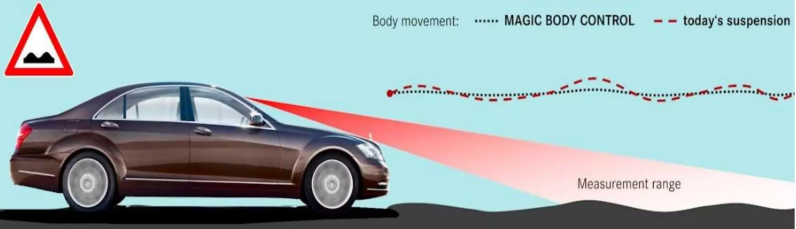 Body movement: ······ MAGIC BODY CONTROL – – today's suspension
Measurement range